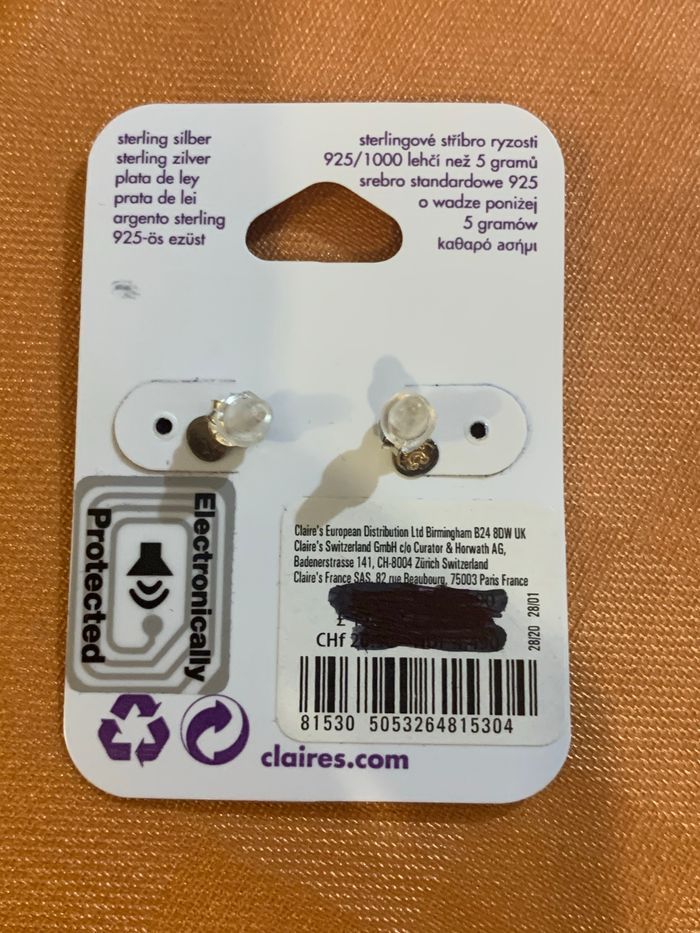 sterling silber
sterling zilver
plata de ley
prata de lei
argento sterling
925-ös ezüst
sterlingové stříbro ryzosti
925/1000 lehčí než 5 gramů
srebro standardowe 925
o wadze poniżej
5 gramów
καθαρό ασήμι
Electronically
Protected
Claire's European Distribution Ltd Birmingham B24 8DW UK
Claire's Switzerland GmbH c/o Curator & Horwath AG,
Badenerstrasse 141, CH-8004 Zürich Switzerland
Claire's France SAS, 82 rue Beaubourg, 75003 Paris France
£
CHf
28/20 28/01
81530 5053264815304
claires.com